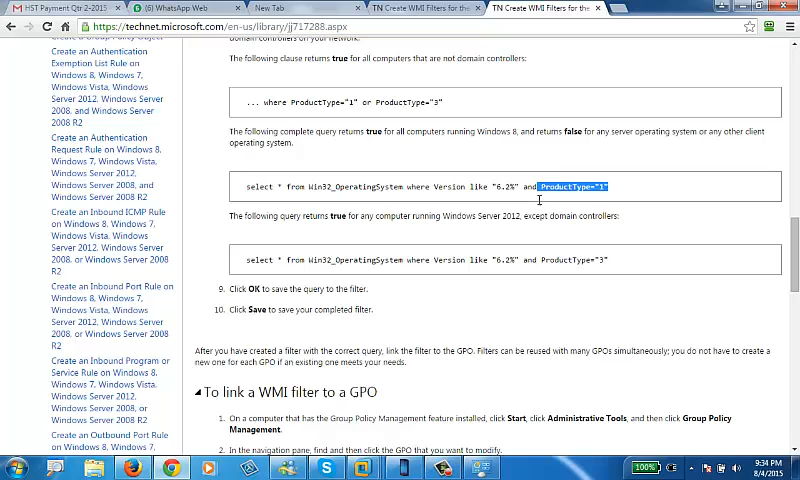 HST Payment Qtr 2-2015
(6) WhatsApp Web
New Tab
TN Create WMI Filters for the
TN Create WMI Filters for the
https://technet.microsoft.com/en-us/library/jj717288.aspx
domain controllers on your network.
The following clause returns true for all computers that are not domain controllers:
... where ProductType="1" or ProductType="3"
The following complete query returns true for all computers running Windows 8, and returns false for any server operating system or any other client
operating system.
select * from Win32_OperatingSystem where Version like "6.2%" and ProductType="1"
The following query returns true for any computer running Windows Server 2012, except domain controllers:
select * from Win32_OperatingSystem where Version like "6.2%" and ProductType="3"
9. Click OK to save the query to the filter.
10. Click Save to save your completed filter.
After you have created a filter with the correct query, link the filter to the GPO. Filters can be reused with many GPOs simultaneously; you do not have to create a
new one for each GPO if an existing one meets your needs.
To link a WMI filter to a GPO
1. On a computer that has the Group Policy Management feature installed, click Start, click Administrative Tools, and then click Group Policy
Management.
2. In the navigation pane, find and then click the GPO that you want to modify.
Create a Group Policy Object
Create an Authentication
Exemption List Rule on
Windows 8, Windows 7,
Windows Vista, Windows
Server 2012, Windows
Server 2008, and
Windows Server 2008
R2
Create an Authentication
Request Rule on Windows 8,
Windows 7, Windows Vista,
Windows Server 2012,
Windows Server 2008, and
Windows Server 2008 R2
Create an Inbound ICMP Rule
on Windows 8, Windows 7,
Windows Vista, Windows
Server 2012, Windows Server
2008, or Windows Server 2008
R2
Create an Inbound Port Rule
on Windows 8, Windows 7,
Windows Vista, Windows
Server 2012, Windows Server
2008, or Windows Server 2008
R2
Create an Inbound Program or
Service Rule on Windows 8,
Windows 7, Windows Vista,
Windows Server 2012,
Windows Server 2008, or
Windows Server 2008 R2
Create an Outbound Port Rule
on Windows 8, Windows 7,
100%
9:34 PM
8/4/2015